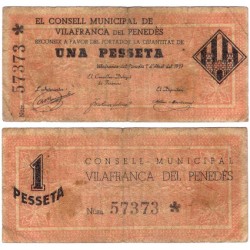 EL CONSELL MUNICIPAL DE
VILAFRANCA DEL PENEDÈS
RECONEIX A FAVOR DEL PORTADOR LA QUANTITAT DE
UNA PESSETA
Núm. 57373 *
CONSELL MUNICIPAL
VILAFRANCA DEL PENEDÈS
1
PESSETA
Núm. 57373 *